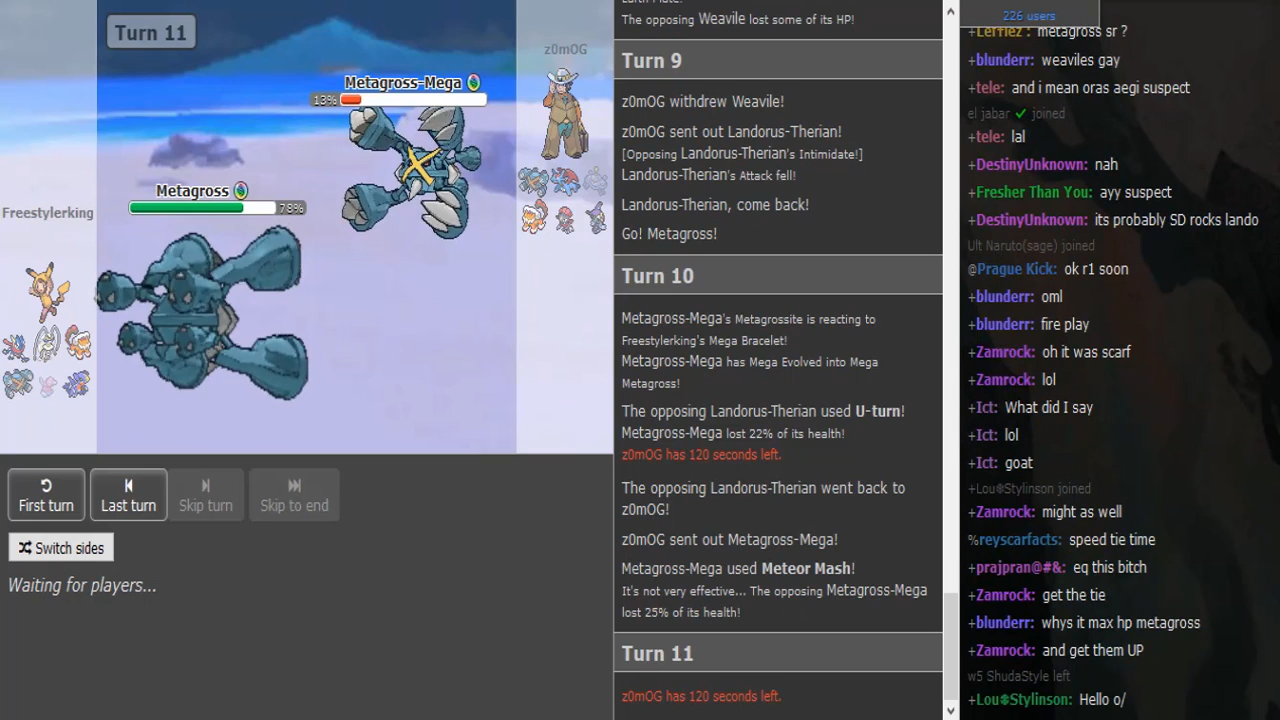 Turn 11
Metagross-Mega
13%
z0mOG
Metagross
78%
Freestylerking
First turn
Last turn
Skip turn
Skip to end
Switch sides
Waiting for players...
The opposing Weavile lost some of its HP!
Turn 9
z0mOG withdrew Weavile!
z0mOG sent out Landorus-Therian!
[Opposing Landorus-Therian's Intimidate!]
Landorus-Therian's Attack fell!
Landorus-Therian, come back!
Go! Metagross!
Turn 10
Metagross-Mega's Metagrossite is reacting to
Freestylerking's Mega Bracelet!
Metagross-Mega has Mega Evolved into Mega
Metagross!
The opposing Landorus-Therian used U-turn!
Metagross-Mega lost 22% of its health!
z0mOG has 120 seconds left.
The opposing Landorus-Therian went back to
z0mOG!
z0mOG sent out Metagross-Mega!
Metagross-Mega used Meteor Mash!
It's not very effective... The opposing Metagross-Mega
lost 25% of its health!
Turn 11
z0mOG has 120 seconds left.
226 users
metagross sr ?
+blunderr: weaviles gay
+tele: and i mean oras aegi suspect
el jabar ✔ joined
+tele: lal
+DestinyUnknown: nah
+Fresher Than You: ayy suspect
+DestinyUnknown: its probably SD rocks lando
Ult Naruto(sage) joined
@Prague Kick: ok r1 soon
+blunderr: oml
+blunderr: fire play
+Zamrock: oh it was scarf
+Zamrock: lol
+Ict: What did I say
+Ict: lol
+Ict: goat
+Lou❄Stylinson joined
+Zamrock: might as well
%reyscarfacts: speed tie time
+prajpran@#&: eq this bitch
+Zamrock: get the tie
+blunderr: whys it max hp metagross
+Zamrock: and get them UP
w5 ShudaStyle left
+Lou❄Stylinson: Hello o/